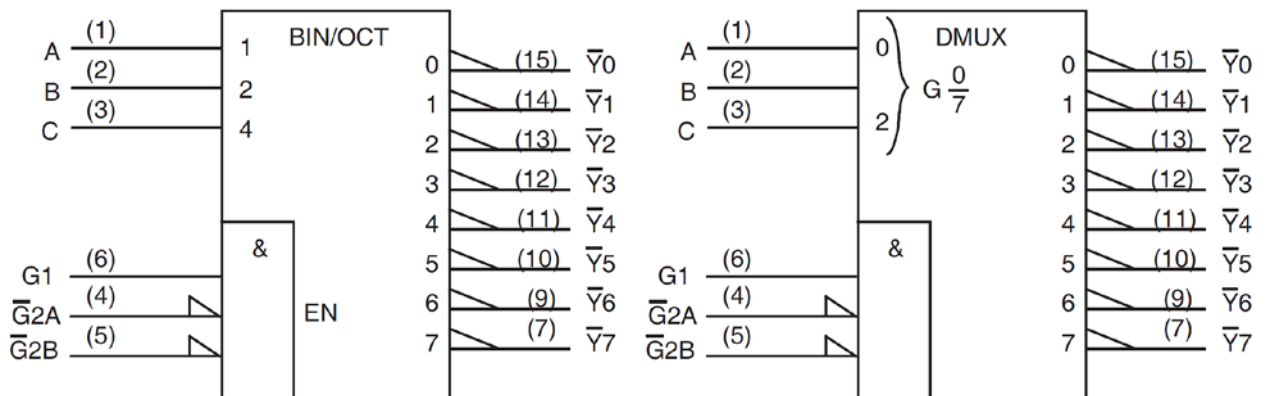 BIN/OCT
A (1) 1
B (2) 2
C (3) 4
G1 (6) &
G̅2A (4) EN
G̅2B (5)
0 (15) Y̅0
1 (14) Y̅1
2 (13) Y̅2
3 (12) Y̅3
4 (11) Y̅4
5 (10) Y̅5
6 (9) Y̅6
7 (7) Y̅7
DMUX
A (1) 0
B (2) G 0/7
C (3) 2
G1 (6) &
G̅2A (4)
G̅2B (5)
0 (15) Y̅0
1 (14) Y̅1
2 (13) Y̅2
3 (12) Y̅3
4 (11) Y̅4
5 (10) Y̅5
6 (9) Y̅6
7 (7) Y̅7